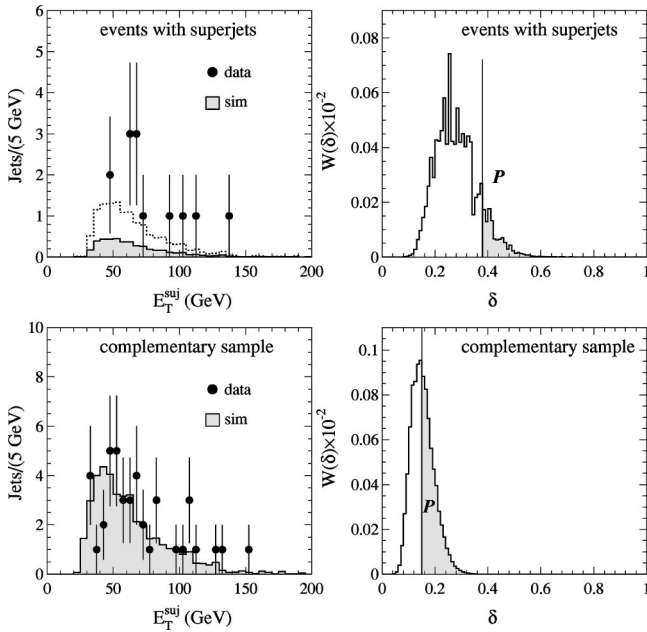 events with superjets
data
sim
Jets/(5 GeV)
0
1
2
3
4
5
6
0 50 100 150 200
E_T^suj (GeV)
events with superjets
P
W(δ)×10⁻²
0
0.02
0.04
0.06
0.08
0 0.2 0.4 0.6 0.8 1
δ
complementary sample
data
sim
Jets/(5 GeV)
0
2
4
6
8
10
0 50 100 150 200
E_T^suj (GeV)
complementary sample
P
W(δ)×10⁻²
0
0.02
0.04
0.06
0.08
0.1
0 0.2 0.4 0.6 0.8 1
δ